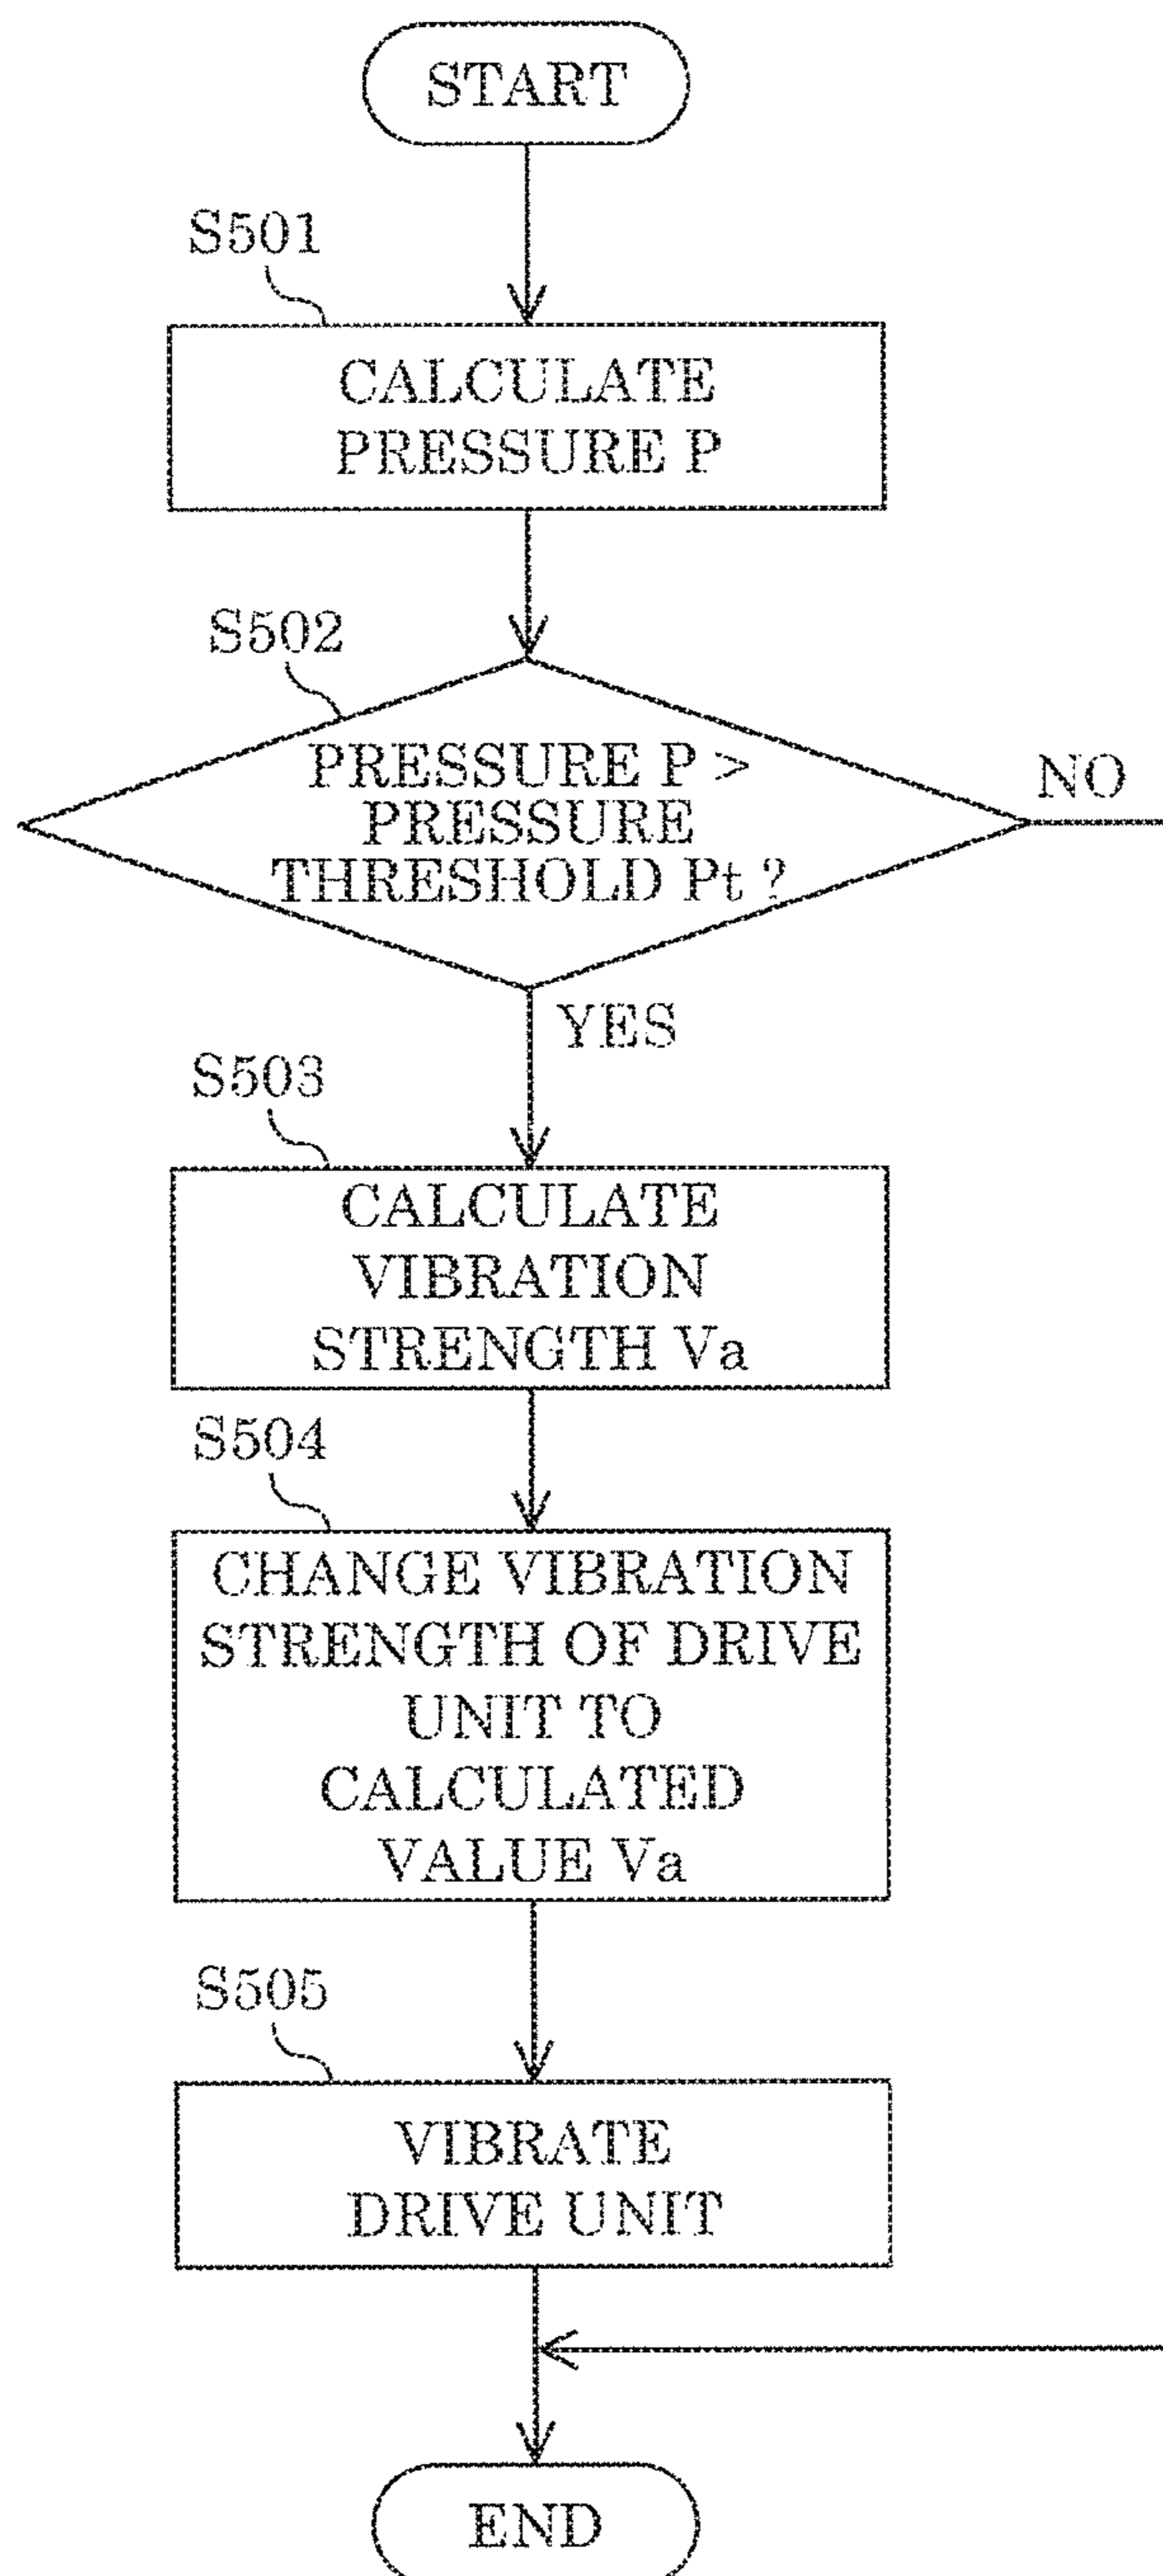 START
S501
CALCULATE
PRESSURE P
S502
PRESSURE P >
PRESSURE
THRESHOLD Pt ?
NO
YES
S503
CALCULATE
VIBRATION
STRENGTH Va
S504
CHANGE VIBRATION
STRENGTH OF DRIVE
UNIT TO
CALCULATED
VALUE Va
S505
VIBRATE
DRIVE UNIT
END